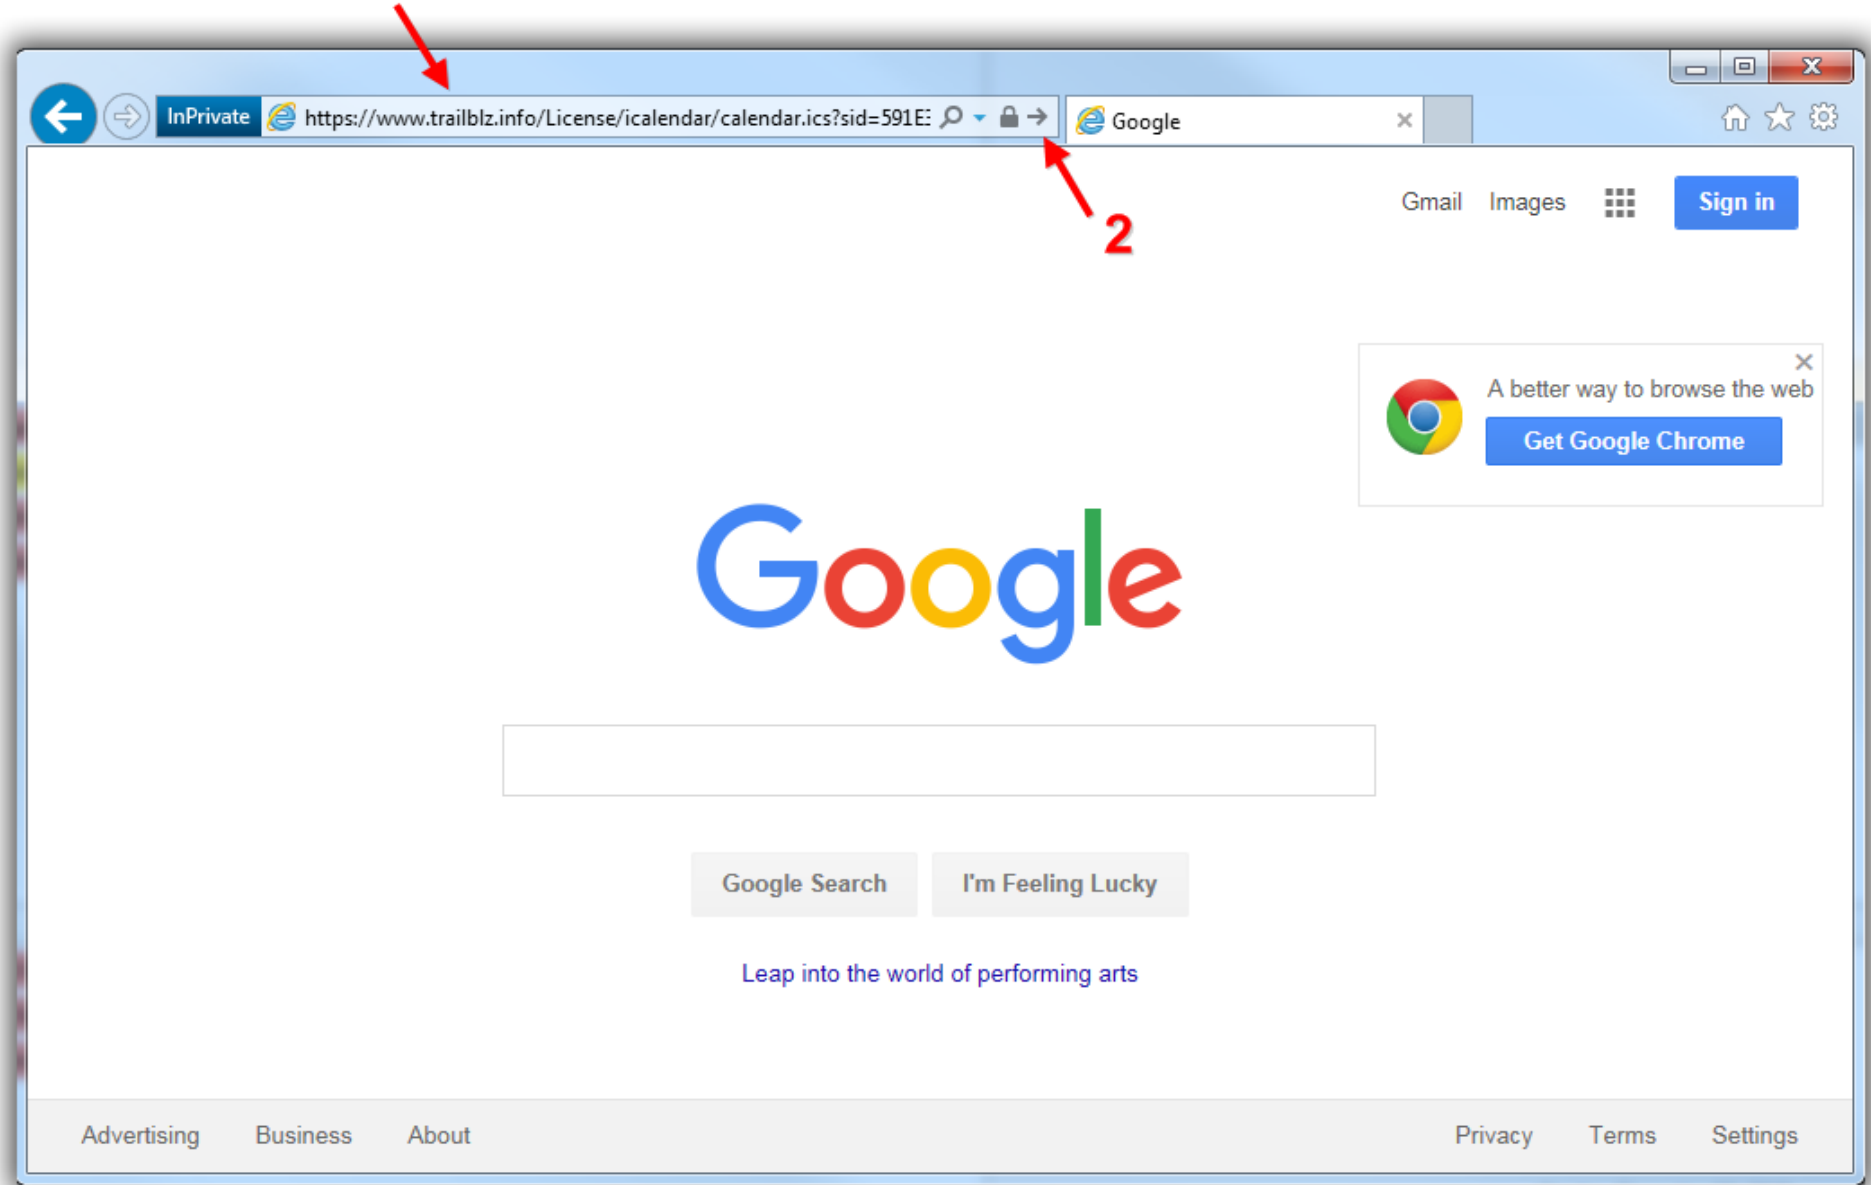 InPrivate https://www.trailblz.info/License/icalendar/calendar.ics?sid=591E Google
2
Gmail Images Sign in
A better way to browse the web
Get Google Chrome
Google
Google Search I'm Feeling Lucky
Leap into the world of performing arts
Advertising Business About Privacy Terms Settings